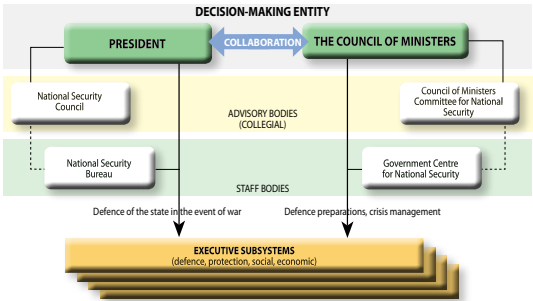 DECISION-MAKING ENTITY
PRESIDENT
COLLABORATION
THE COUNCIL OF MINISTERS
National Security
Council
Council of Ministers
Committee for National
Security
ADVISORY BODIES
(COLLEGIAL)
National Security
Bureau
Government Centre
for National Security
STAFF BODIES
Defence of the state in the event of war
Defence preparations, crisis management
EXECUTIVE SUBSYSTEMS
(defence, protection, social, economic)